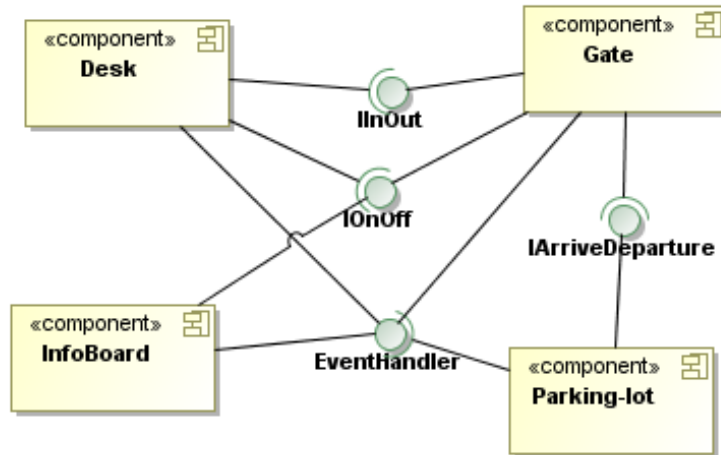 «component»
Desk
«component»
Gate
IInOut
IOnOff
IArriveDeparture
«component»
InfoBoard
EventHandler
«component»
Parking-lot